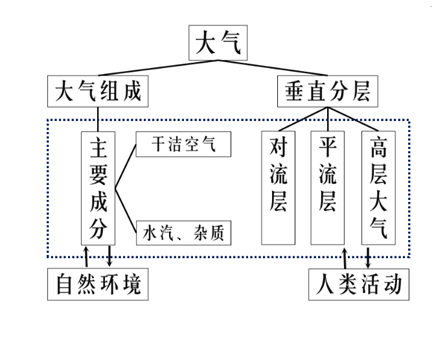 大气
大气组成
垂直分层
主要成分
干洁空气
水汽、杂质
对流层
平流层
高层大气
自然环境
人类活动